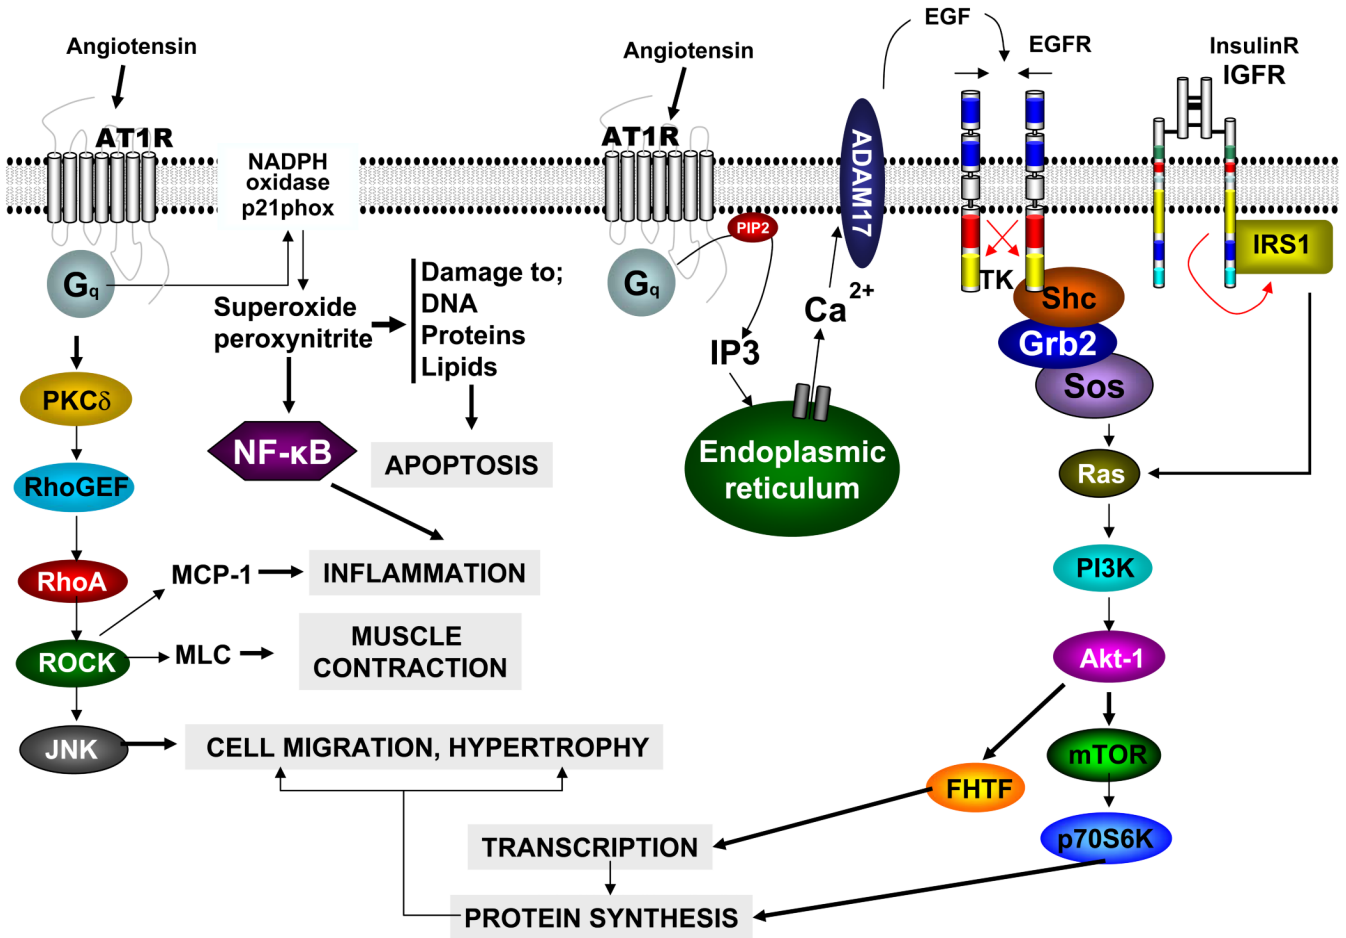 EGF
Angiotensin
Angiotensin
EGFR
InsulinR
IGFR
AT1R
AT1R
ADAM17
NADPH
oxidase
p21phox
PIP2
IRS1
Gq
Gq
TK
Damage to;
DNA
Proteins
Lipids
Superoxide
peroxynitrite
Ca 2+
Shc
Grb2
Sos
IP3
PKCδ
NF-κB
APOPTOSIS
Endoplasmic
reticulum
Ras
RhoGEF
RhoA
MCP-1
INFLAMMATION
PI3K
ROCK
MLC
MUSCLE
CONTRACTION
Akt-1
JNK
CELL MIGRATION, HYPERTROPHY
mTOR
FHTF
TRANSCRIPTION
p70S6K
PROTEIN SYNTHESIS